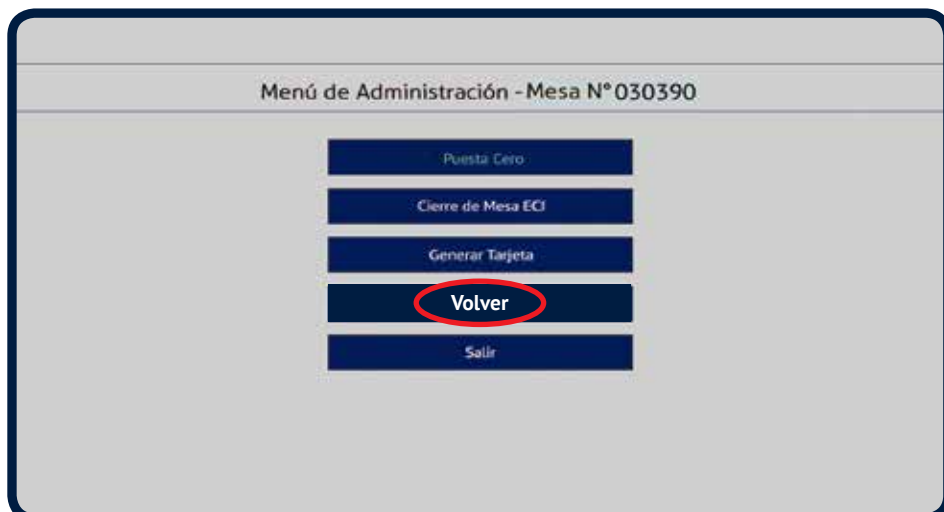 Menú de Administración - Mesa N° 030390
Puesta Cero
Cierre de Mesa ECI
Generar Tarjeta
Volver
Salir